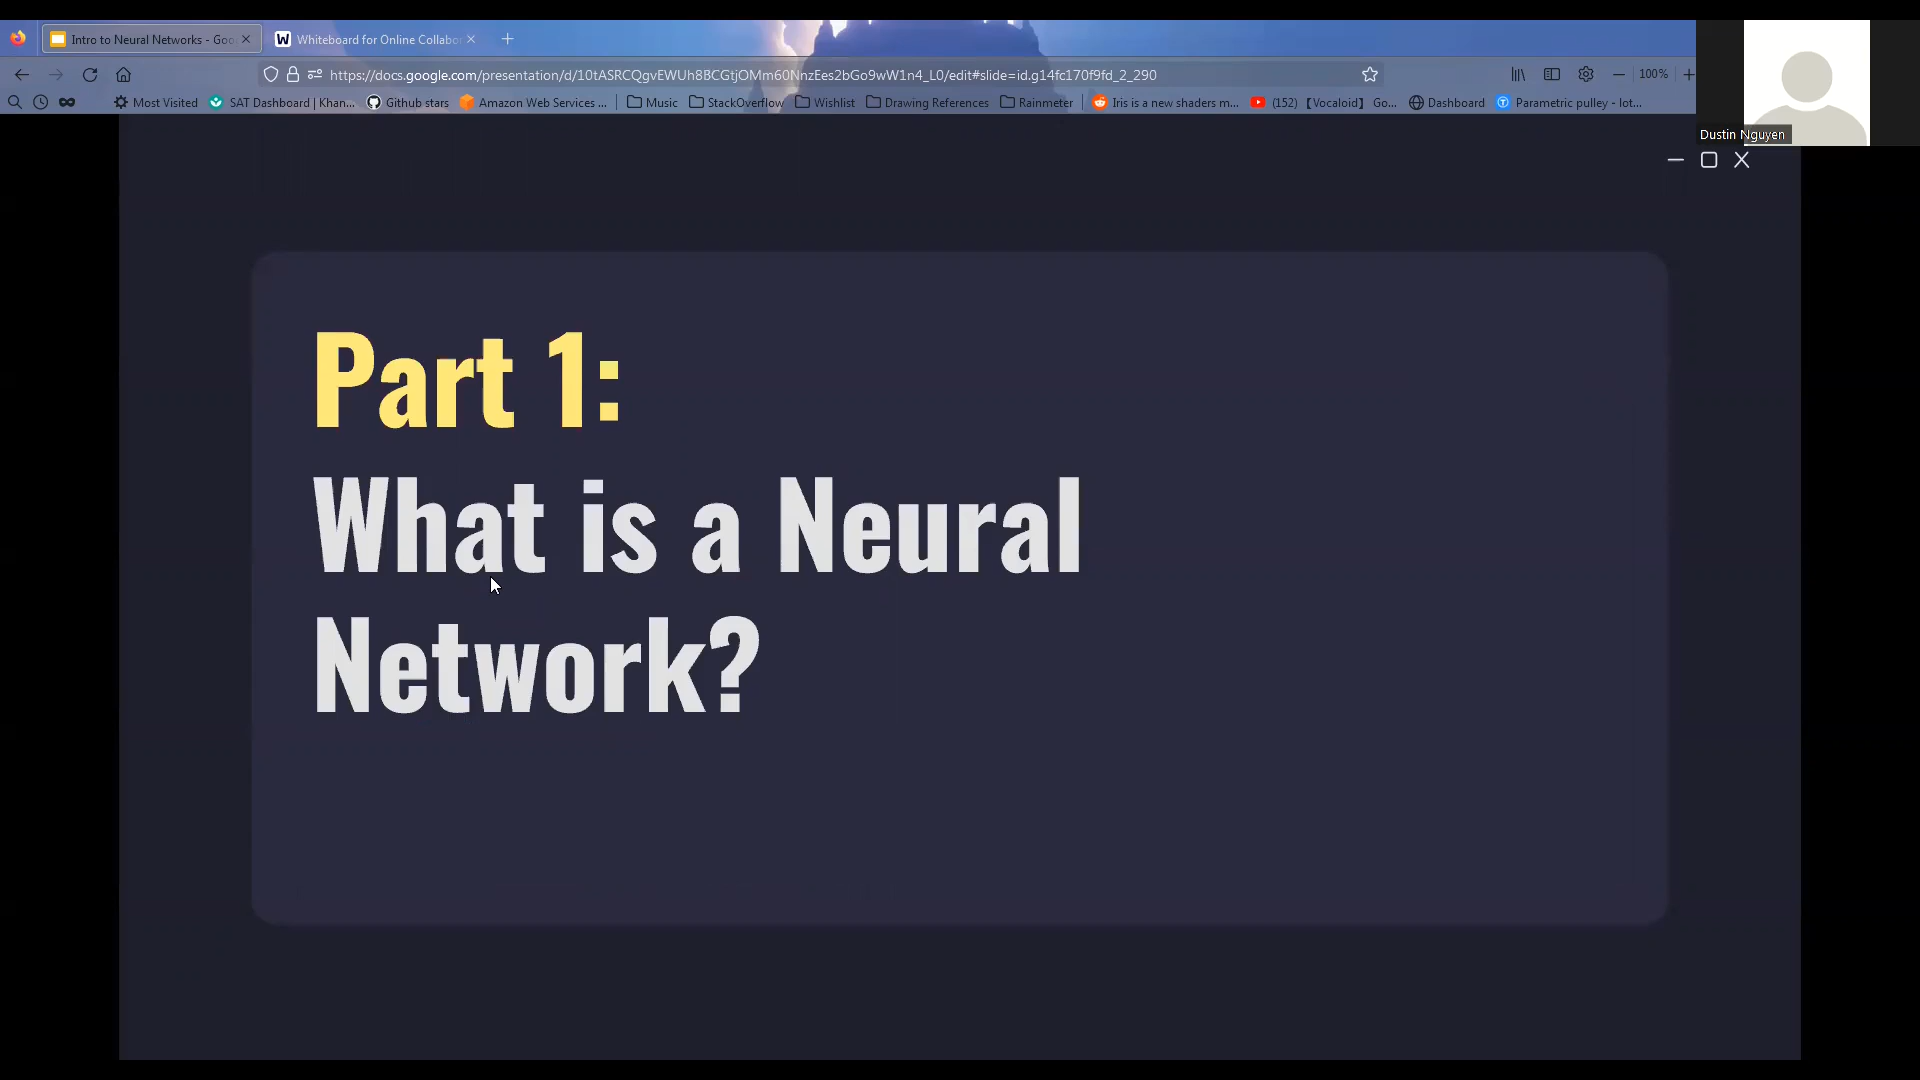 Intro to Neural Networks - Goo
Whiteboard for Online Collabor
https://docs.google.com/presentation/d/10tASRCQgvEWUh8BCGtjOMm60NnzEes2bGo9wW1n4_L0/edit#slide=id.g14fc170f9fd_2_290
100%
Most Visited
SAT Dashboard | Khan...
Github stars
Amazon Web Services ...
Music
StackOverflow
Wishlist
Drawing References
Rainmeter
Iris is a new shaders m...
(152) 【Vocaloid】 Go...
Dashboard
Parametric pulley - lot...
Dustin Nguyen
Part 1:
What is a Neural
Network?